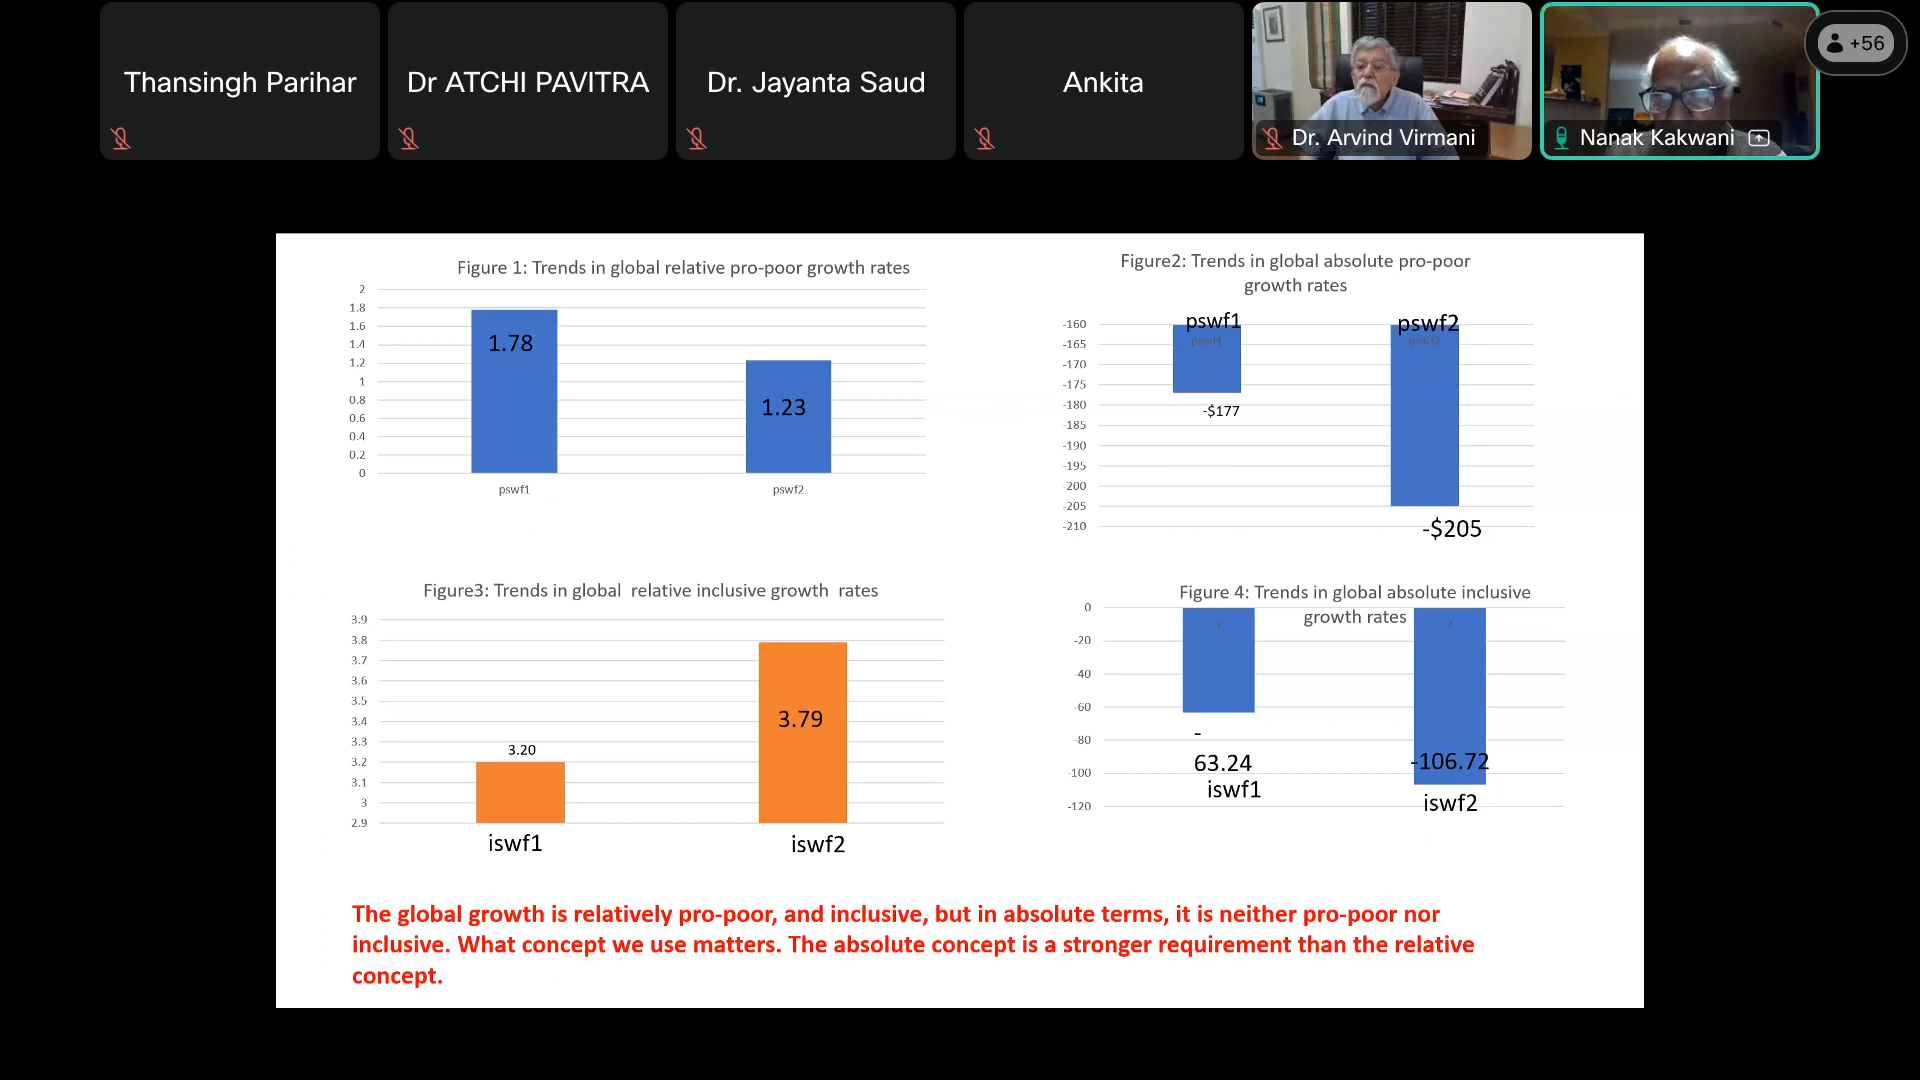 Thansingh Parihar
Dr ATCHI PAVITRA
Dr. Jayanta Saud
Ankita
Dr. Arvind Virmani
Nanak Kakwani
+56
Figure 1: Trends in global relative pro-poor growth rates
2
1.8
1.6
1.4
1.2
1
0.8
0.6
0.4
0.2
0
1.78
1.23
pswf1
pswf2
Figure2: Trends in global absolute pro-poor
growth rates
-160
-165
-170
-175
-180
-185
-190
-195
-200
-205
-210
pswf1
pswf2
pswf1
pswf2
-$177
-$205
Figure3: Trends in global relative inclusive growth rates
3.9
3.8
3.7
3.6
3.5
3.4
3.3
3.2
3.1
3
2.9
3.20
3.79
iswf1
iswf2
Figure 4: Trends in global absolute inclusive
growth rates
0
-20
-40
-60
-80
-100
-120
1
2
-
63.24
-106.72
iswf1
iswf2
The global growth is relatively pro-poor, and inclusive, but in absolute terms, it is neither pro-poor nor
inclusive. What concept we use matters. The absolute concept is a stronger requirement than the relative
concept.